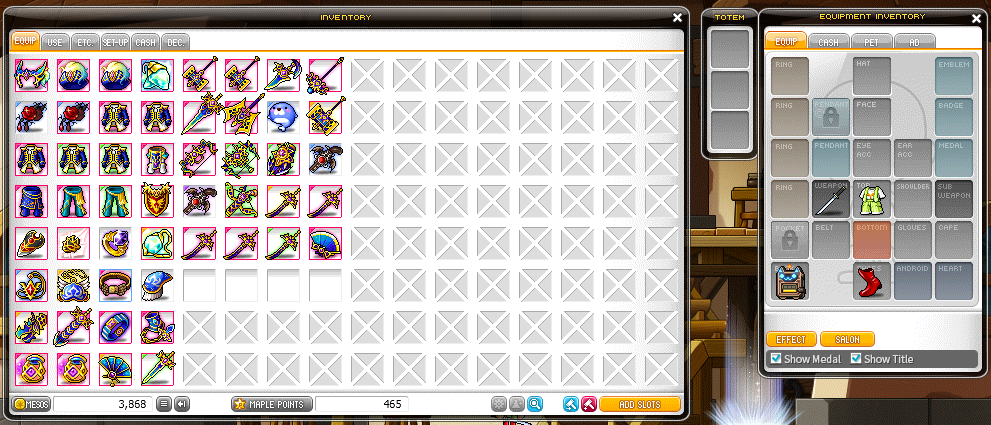 INVENTORY
EQUIP USE ETC. SET-UP CASH DEC.
MESOS 3,868 MAPLE POINTS 465 ADD SLOTS
TOTEM
EQUIPMENT INVENTORY
EQUIP CASH PET AD
RING HAT EMBLEM
RING PENDANT FACE BADGE
RING PENDANT EYE ACC EAR ACC MEDAL
RING WEAPON TOP SHOULDER SUB WEAPON
POCKET BELT BOTTOM GLOVES CAPE
ANDROID HEART
EFFECT SALON
Show Medal Show Title